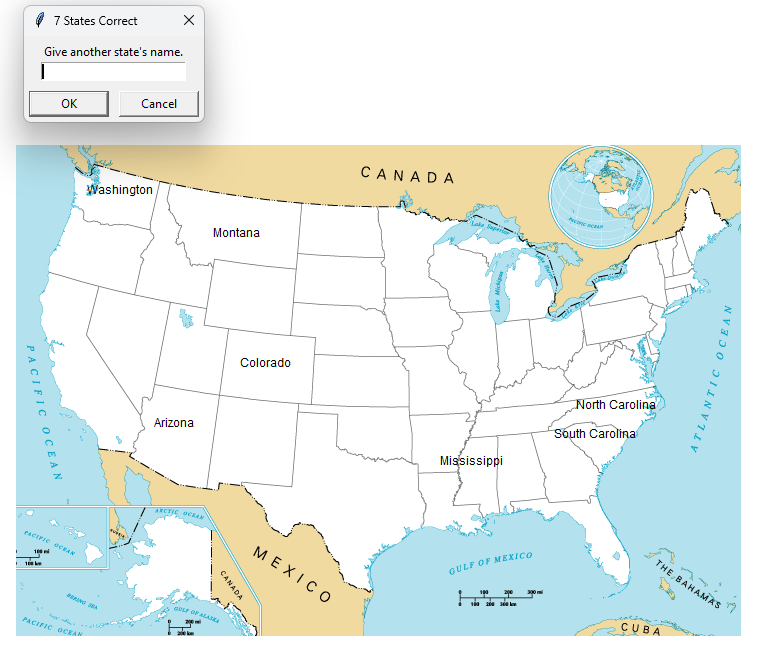 7 States Correct
Give another state's name.
OK
Cancel
CANADA
Washington
Montana
Colorado
Arizona
North Carolina
South Carolina
Mississippi
Lake Superior
Lake Michigan
PACIFIC OCEAN
ATLANTIC OCEAN
PACIFIC OCEAN
ARCTIC OCEAN
PACIFIC OCEAN
100 mi
100 km
BERING SEA
CANADA
GULF OF ALASKA
PACIFIC OCEAN
200 mi
200 km
MEXICO
GULF OF MEXICO
0 100 200 300 mi
0 100 200 300 km
THE BAHAMAS
CUBA